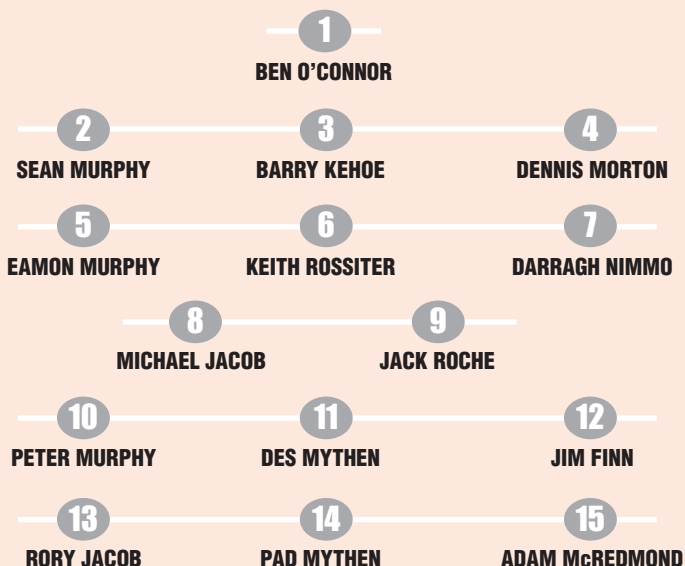 1
BEN O’CONNOR
2 3 4
SEAN MURPHY BARRY KEHOE DENNIS MORTON
5 6 7
EAMON MURPHY KEITH ROSSITER DARRAGH NIMMO
8 9
MICHAEL JACOB JACK ROCHE
10 11 12
PETER MURPHY DES MYTHEN JIM FINN
13 14 15
RORY JACOB PAD MYTHEN ADAM McREDMOND